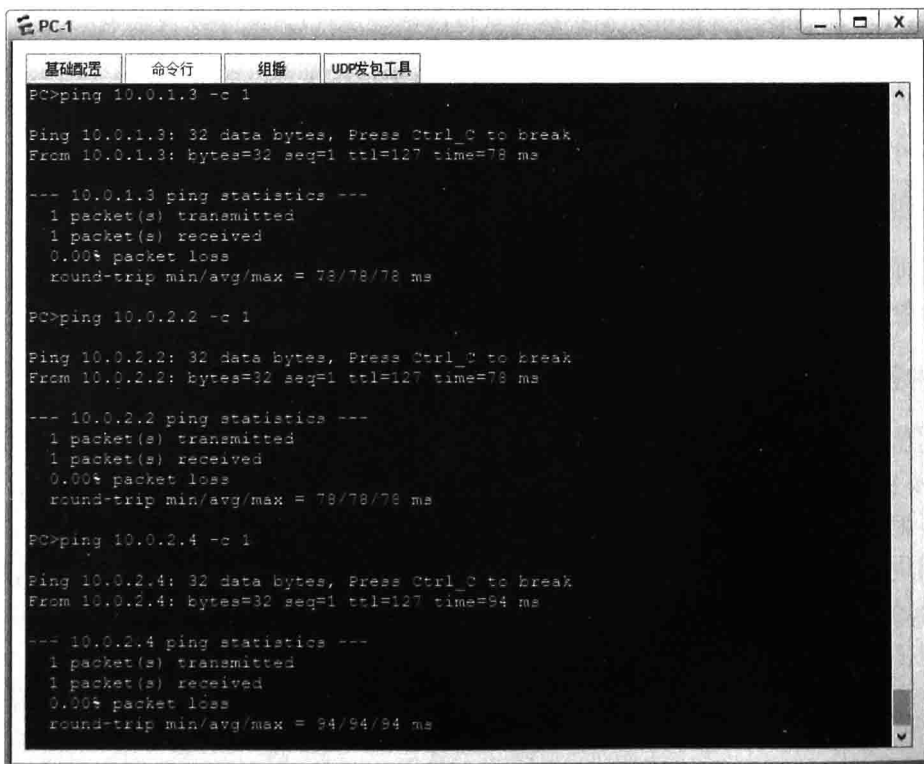 PC-1
基础配置 命令行 组播 UDP发包工具
PC>ping 10.0.1.3 -c 1
Ping 10.0.1.3: 32 data bytes, Press Ctrl_C to break
From 10.0.1.3: bytes=32 seq=1 ttl=127 time=78 ms
--- 10.0.1.3 ping statistics ---
1 packet(s) transmitted
1 packet(s) received
0.00% packet loss
round-trip min/avg/max = 78/78/78 ms
PC>ping 10.0.2.2 -c 1
Ping 10.0.2.2: 32 data bytes, Press Ctrl_C to break
From 10.0.2.2: bytes=32 seq=1 ttl=127 time=78 ms
--- 10.0.2.2 ping statistics ---
1 packet(s) transmitted
1 packet(s) received
0.00% packet loss
round-trip min/avg/max = 78/78/78 ms
PC>ping 10.0.2.4 -c 1
Ping 10.0.2.4: 32 data bytes, Press Ctrl_C to break
From 10.0.2.4: bytes=32 seq=1 ttl=127 time=94 ms
--- 10.0.2.4 ping statistics ---
1 packet(s) transmitted
1 packet(s) received
0.00% packet loss
round-trip min/avg/max = 94/94/94 ms